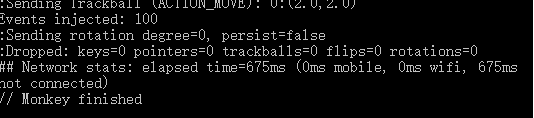 :Sending Trackball (ACTION_MOVE): 0:(2.0,2.0)
Events injected: 100
:Sending rotation degree=0, persist=false
:Dropped: keys=0 pointers=0 trackballs=0 flips=0 rotations=0
## Network stats: elapsed time=675ms (0ms mobile, 0ms wifi, 675ms
not connected)
// Monkey finished